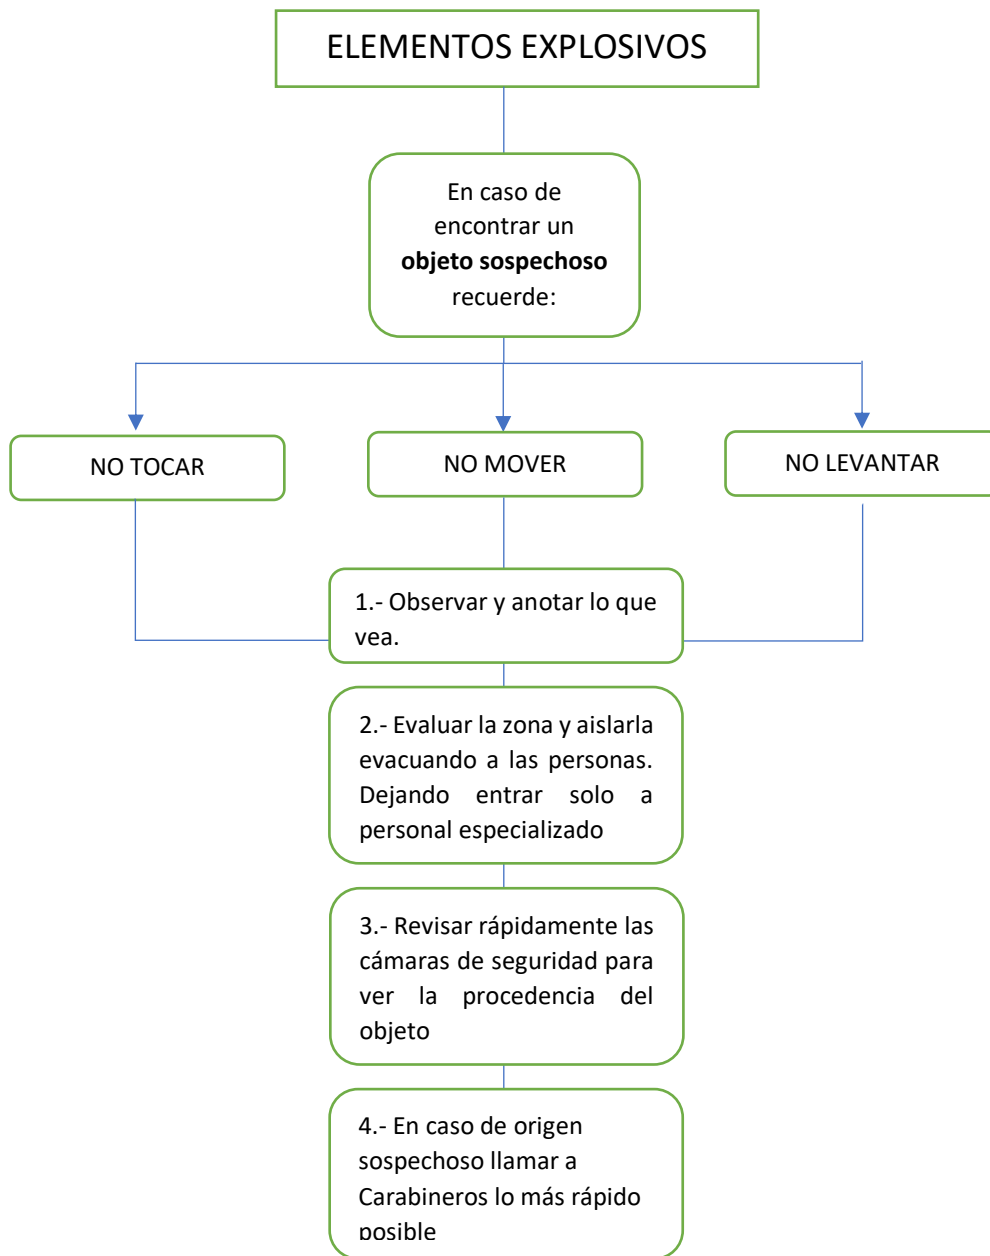 ELEMENTOS EXPLOSIVOS
En caso de
encontrar un
objeto sospechoso
recuerde:
NO TOCAR
NO MOVER
NO LEVANTAR
1.- Observar y anotar lo que
vea.
2.- Evaluar la zona y aislarla
evacuando a las personas.
Dejando entrar solo a
personal especializado
3.- Revisar rápidamente las
cámaras de seguridad para
ver la procedencia del
objeto
4.- En caso de origen
sospechoso llamar a
Carabineros lo más rápido
posible